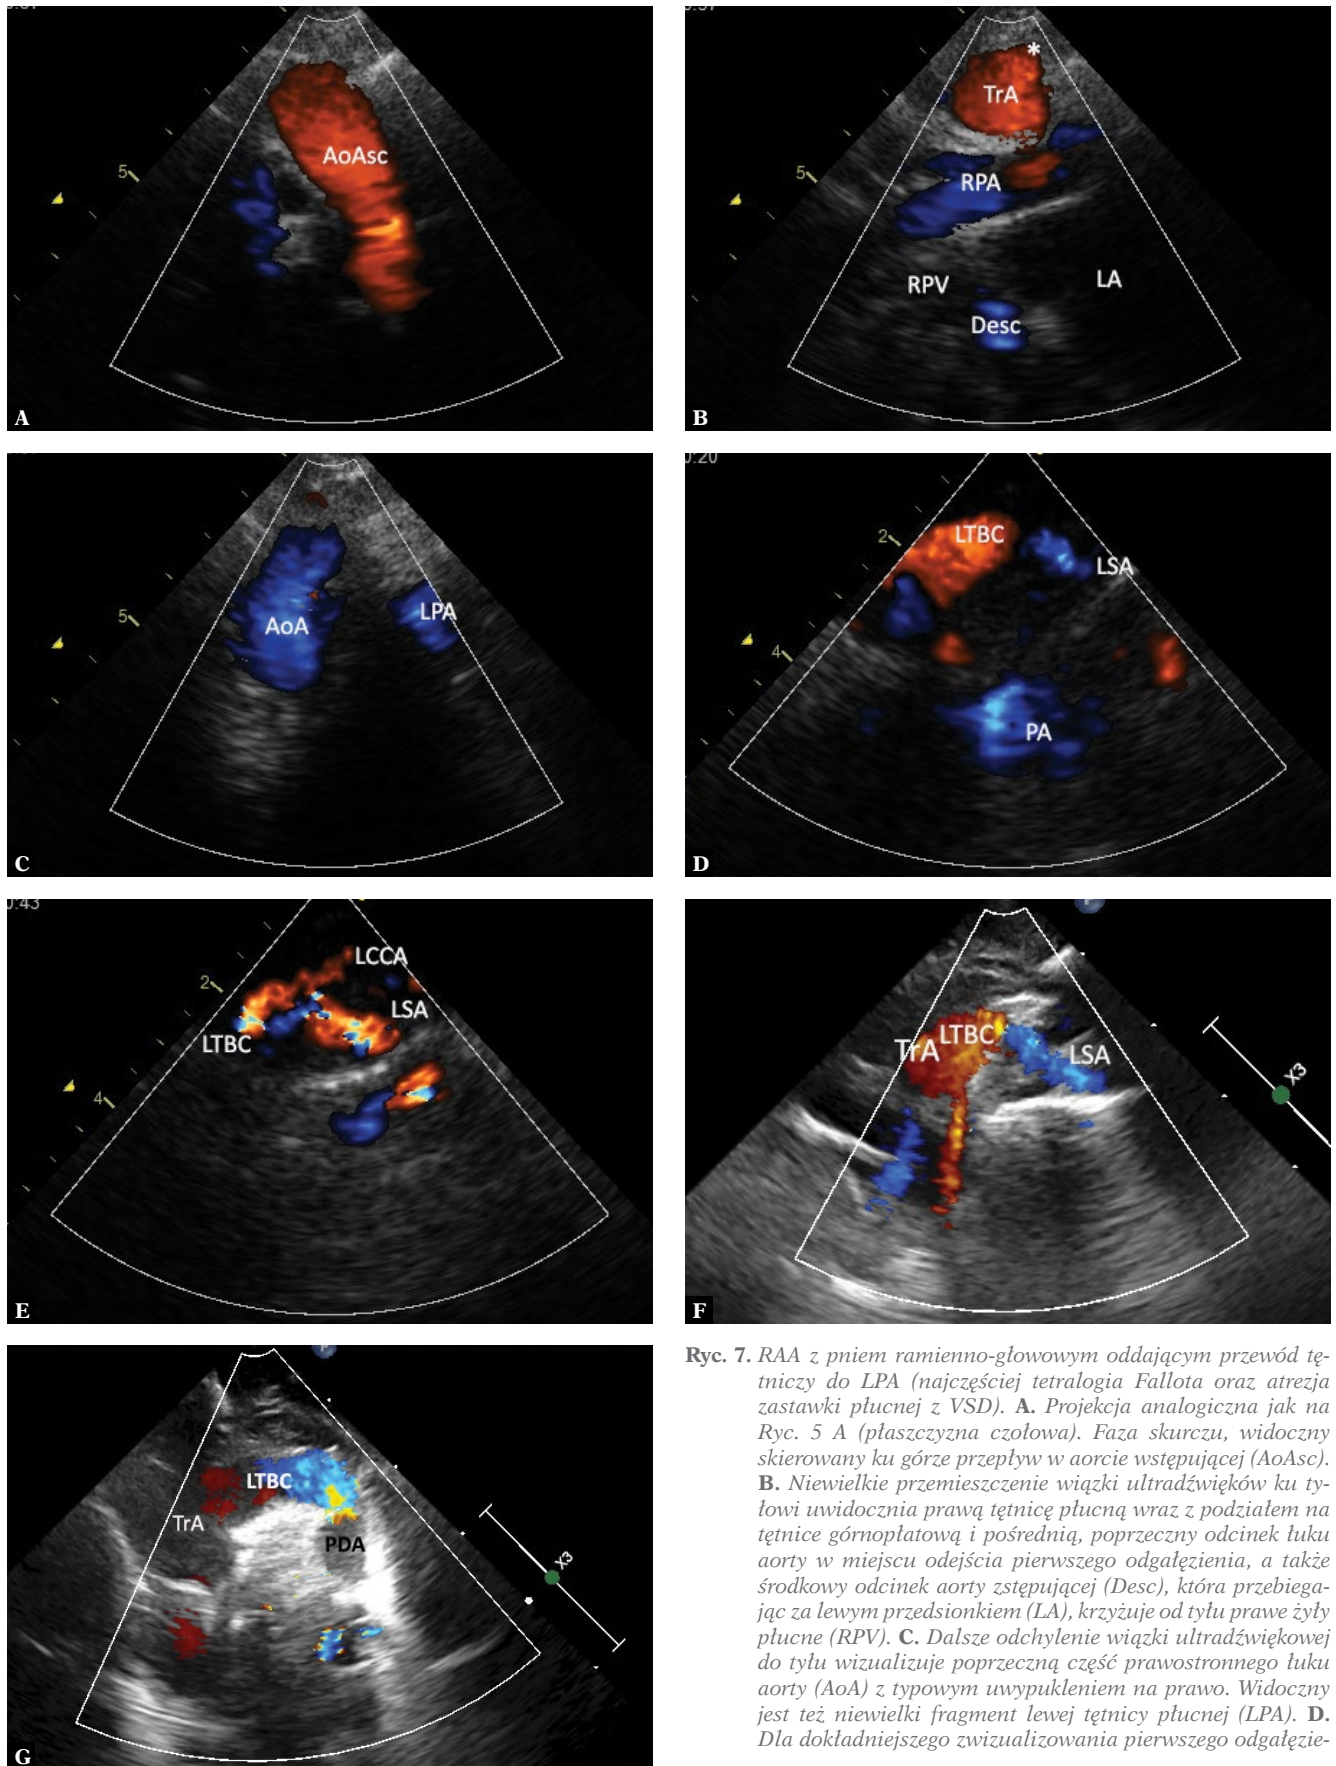 5
AoAsc
A
*
TrA
5
RPA
RPV
LA
Desc
B
5
AoA
LPA
C
0:20
2
LTBC
LSA
4
PA
D
0:43
2
LCCA
LSA
LTBC
4
E
TrA
LTBC
LSA
X3
F
LTBC
TrA
PDA
X3
G
Ryc. 7. RAA z pniem ramienno-głowowym oddającym przewód tę-
tniczy do LPA (najczęściej tetralogia Fallota oraz atrezja
zastawki płucnej z VSD). A. Projekcja analogiczna jak na
Ryc. 5 A (płaszczyzna czołowa). Faza skurczu, widoczny
skierowany ku górze przepływ w aorcie wstępującej (AoAsc).
B. Niewielkie przemieszczenie wiązki ultradźwięków ku ty-
łowi uwidocznia prawą tętnicę płucną wraz z podziałem na
tętnice górnopłatową i pośrednią, poprzeczny odcinek łuku
aorty w miejscu odejścia pierwszego odgałęzienia, a także
środkowy odcinek aorty zstępującej (Desc), która przebiega-
jąc za lewym przedsionkiem (LA), krzyżuje od tyłu prawe żyły
płucne (RPV). C. Dalsze odchylenie wiązki ultradźwiękowej
do tyłu wizualizuje poprzeczną część prawostronnego łuku
aorty (AoA) z typowym uwypukleniem na prawo. Widoczny
jest też niewielki fragment lewej tętnicy płucnej (LPA). D.
Dla dokładniejszego zwizualizowania pierwszego odgałęzie-